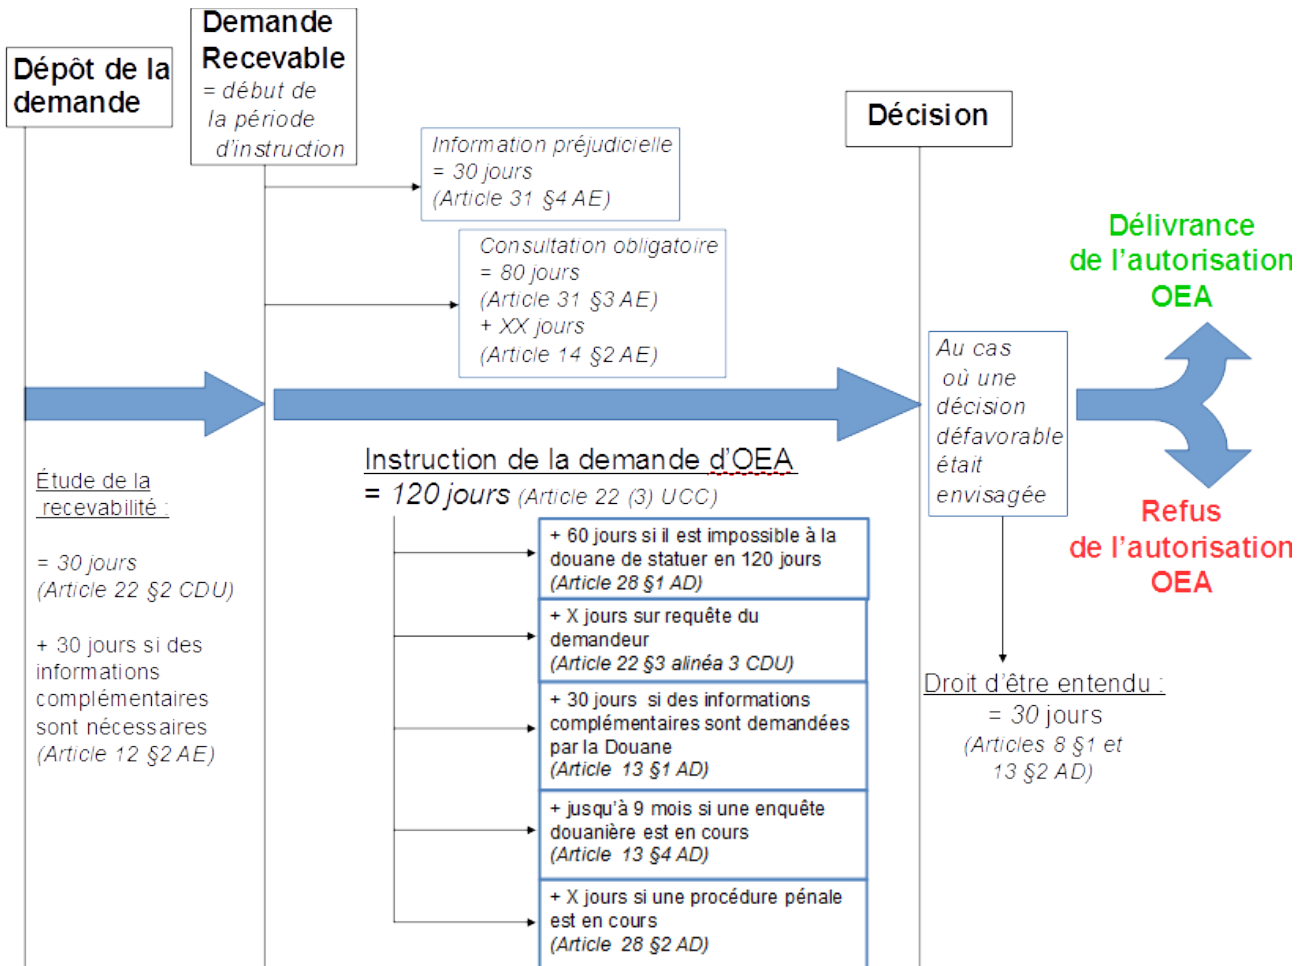 Dépôt de la
demande
Demande
Recevable
= début de
la période
d'instruction
Information préjudicielle
= 30 jours
(Article 31 §4 AE)
Consultation obligatoire
= 80 jours
(Article 31 §3 AE)
+ XX jours
(Article 14 §2 AE)
Décision
Délivrance
de l'autorisation
OEA
Au cas
où une
décision
défavorable
était
envisagée
Refus
de l'autorisation
OEA
Étude de la
recevabilité :
= 30 jours
(Article 22 §2 CDU)
+ 30 jours si des
informations
complémentaires
sont nécessaires
(Article 12 §2 AE)
Instruction de la demande d'OEA
= 120 jours (Article 22 (3) UCC)
+ 60 jours si il est impossible à la
douane de statuer en 120 jours
(Article 28 §1 AD)
+ X jours sur requête du
demandeur
(Article 22 §3 alinéa 3 CDU)
+ 30 jours si des informations
complémentaires sont demandées
par la Douane
(Article 13 §1 AD)
+ jusqu'à 9 mois si une enquête
douanière est en cours
(Article 13 §4 AD)
+ X jours si une procédure pénale
est en cours
(Article 28 §2 AD)
Droit d'être entendu :
= 30 jours
(Articles 8 §1 et
13 §2 AD)